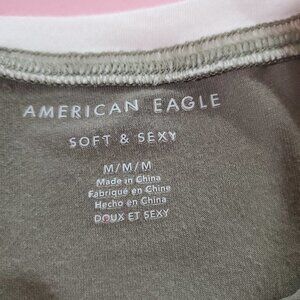 AMERICAN EAGLE
SOFT & SEXY
M/M/M
Made in China
Fabriqué en Chine
Hecho en China
DOUX ET SEXY